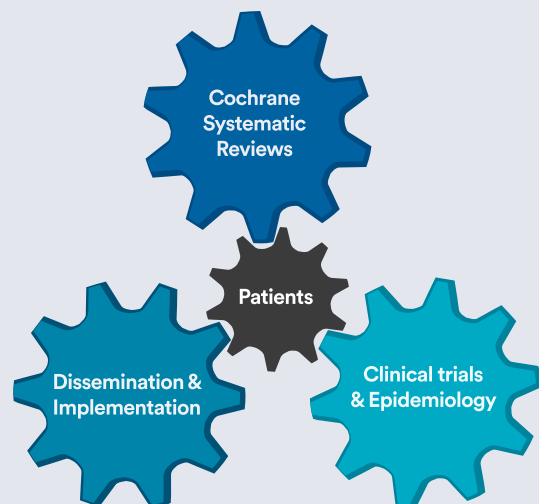 Cochrane
Systematic
Reviews
Patients
Dissemination &
Implementation
Clinical trials
& Epidemiology